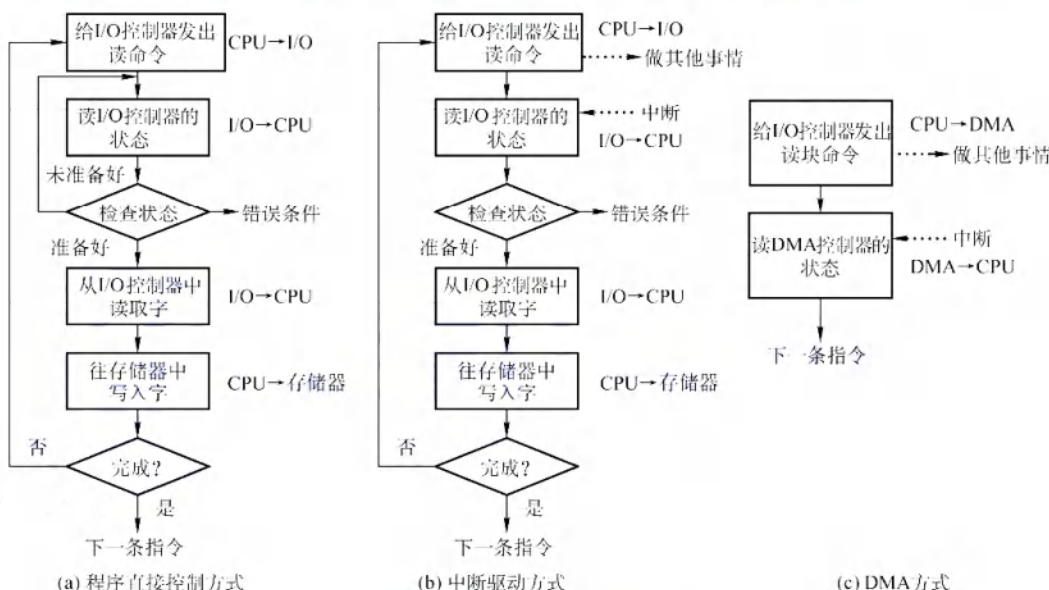 给I/O控制器发出
读命令
CPU→I/O
读I/O控制器的
状态
I/O→CPU
未准备好
检查状态
错误条件
准备好
从I/O控制器中
读取字
I/O→CPU
往存储器中
写入字
CPU→存储器
否
完成?
是
下一条指令
(a) 程序直接控制方式
给I/O控制器发出
读命令
CPU→I/O
做其他事情
读I/O控制器的
状态
中断
I/O→CPU
检查状态
错误条件
准备好
从I/O控制器中
读取字
I/O→CPU
往存储器中
写入字
CPU→存储器
否
完成?
是
下一条指令
(b) 中断驱动方式
给I/O控制器发出
读块命令
CPU→DMA
做其他事情
读DMA控制器的
状态
中断
DMA→CPU
下一条指令
(c) DMA方式